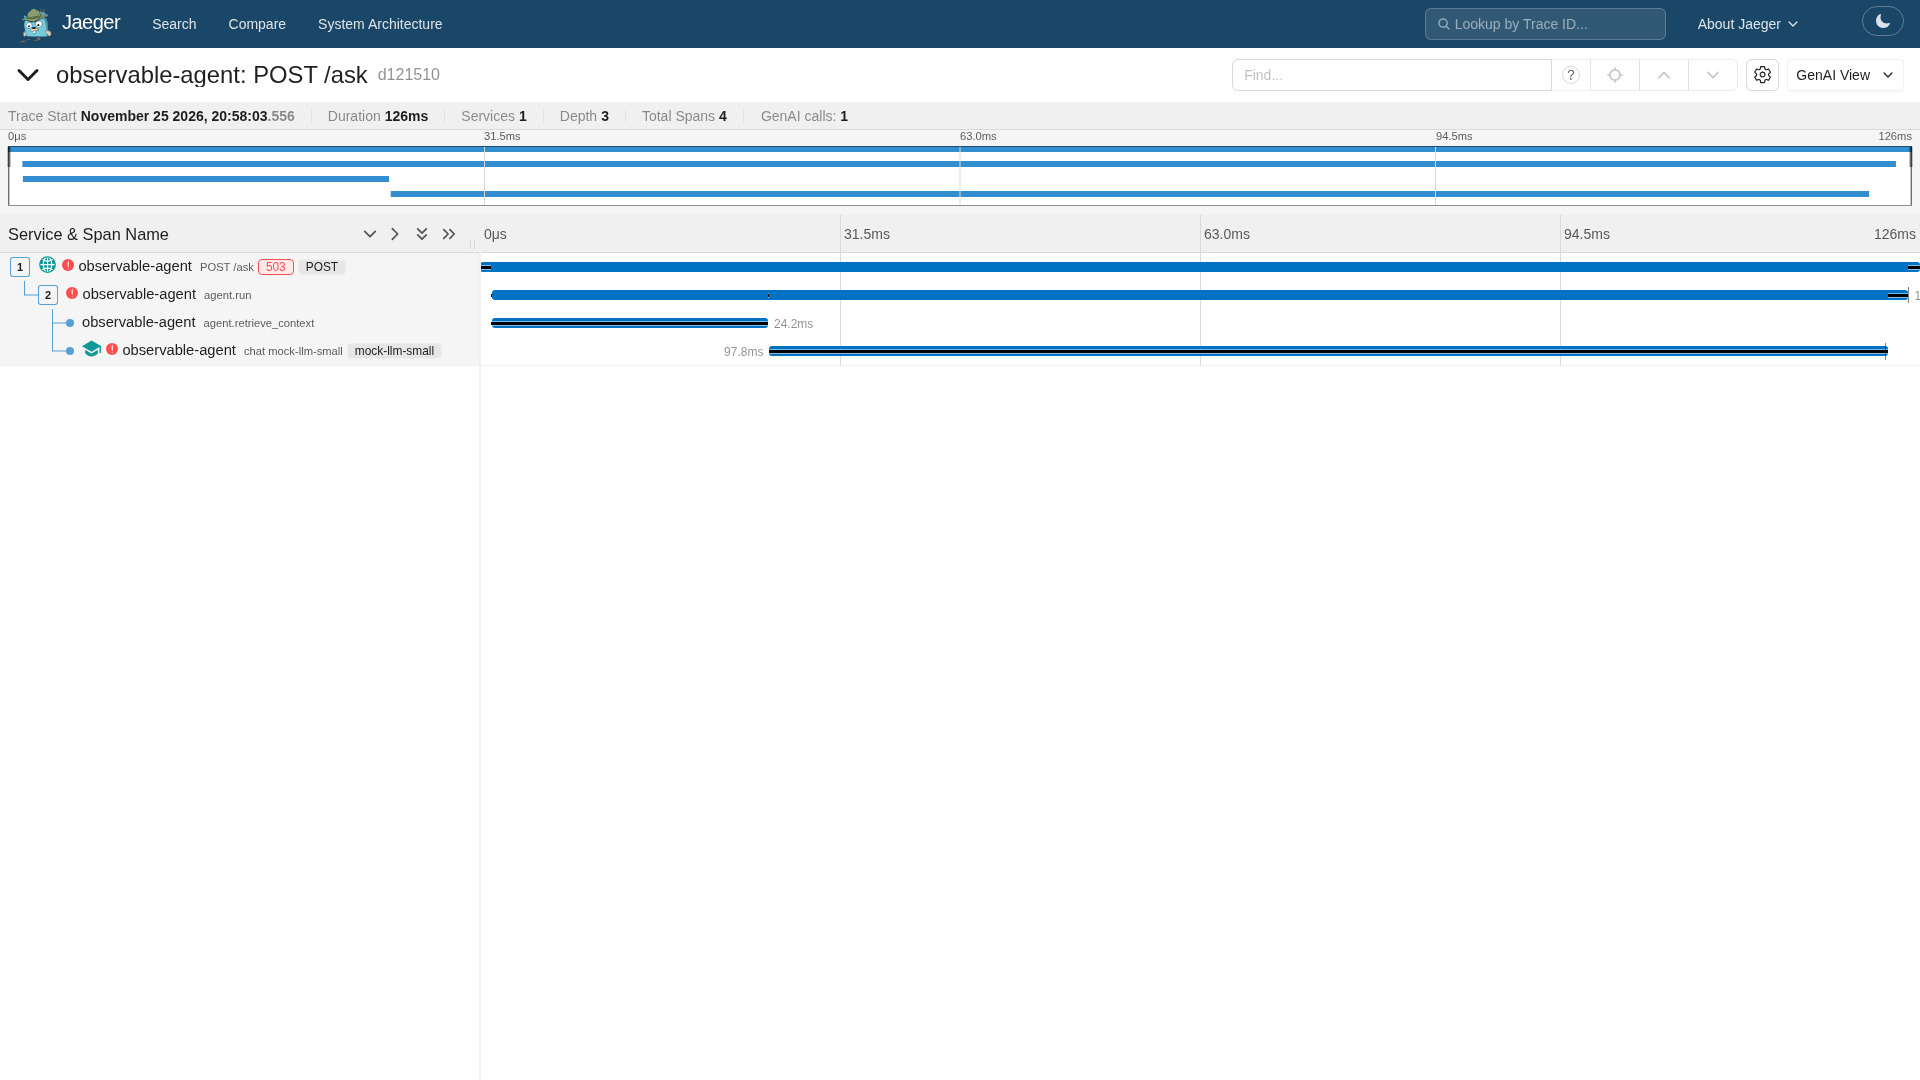 Jaeger Search Compare System Architecture Lookup by Trace ID... About Jaeger
observable-agent: POST /ask d121510 Find... ? GenAI View
Trace Start November 25 2026, 20:58:03.556 Duration 126ms Services 1 Depth 3 Total Spans 4 GenAI calls: 1
0μs 31.5ms 63.0ms 94.5ms 126ms
Service & Span Name 0μs 31.5ms 63.0ms 94.5ms 126ms
1 observable-agent POST /ask 503 POST
2 observable-agent agent.run 1
observable-agent agent.retrieve_context 24.2ms
observable-agent chat mock-llm-small mock-llm-small 97.8ms